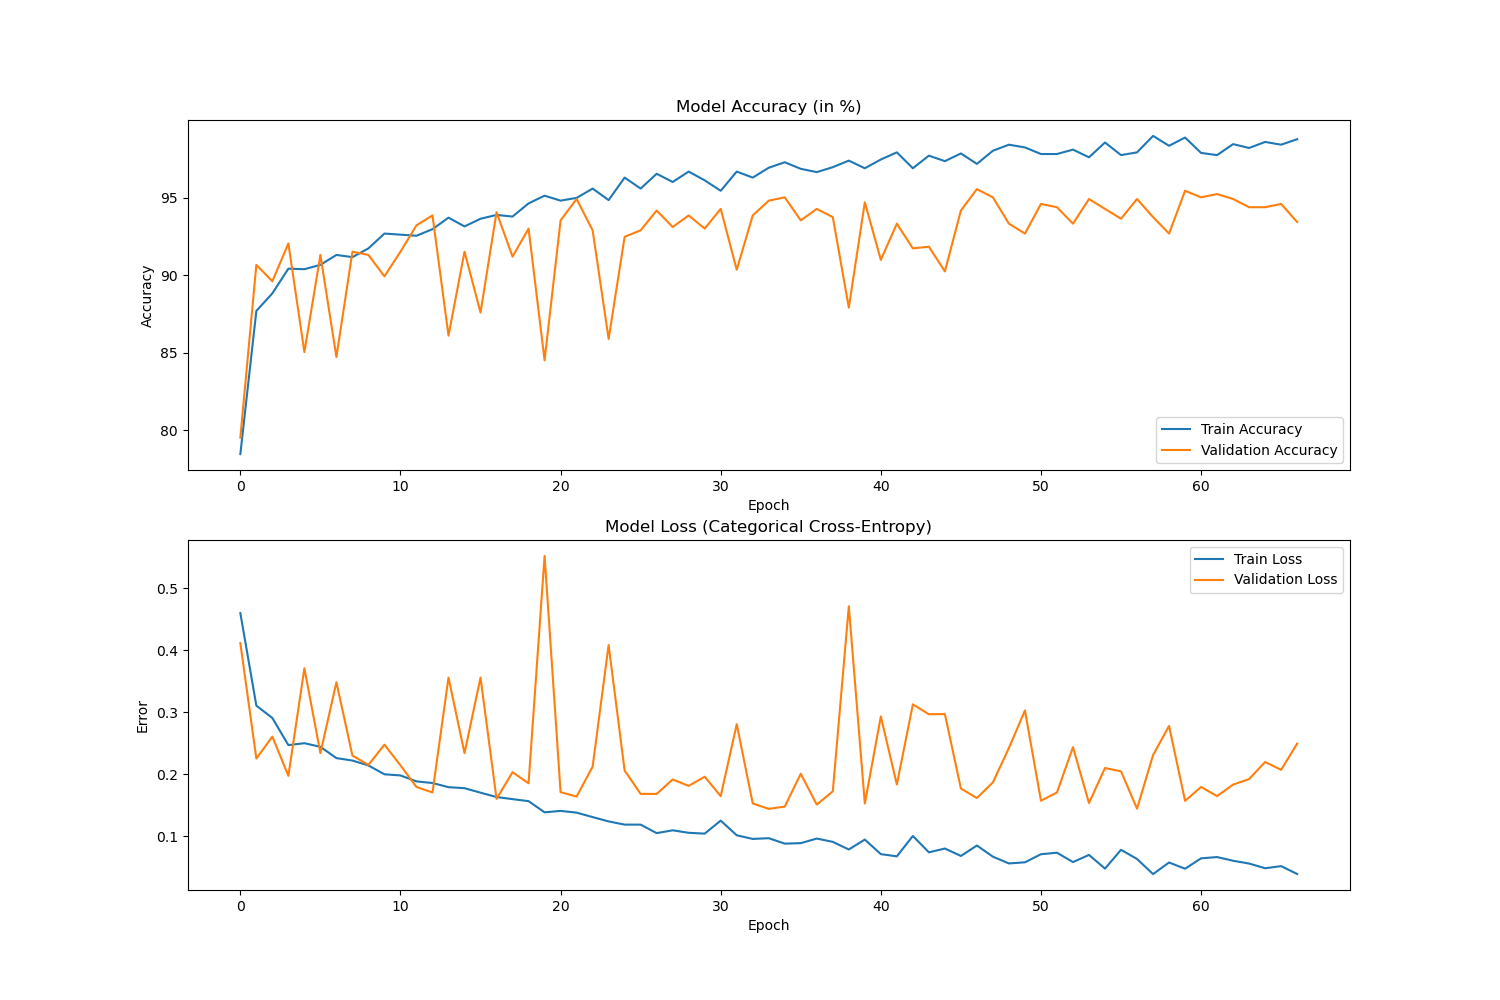 Model Accuracy (in %)
Accuracy
95
90
85
80
Train Accuracy
Validation Accuracy
0 10 20 30 40 50 60
Epoch
Model Loss (Categorical Cross-Entropy)
Error
0.5
0.4
0.3
0.2
0.1
Train Loss
Validation Loss
0 10 20 30 40 50 60
Epoch